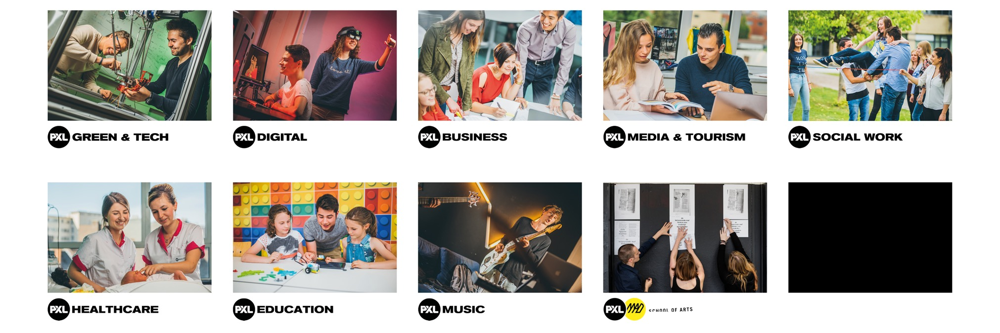 PXL GREEN & TECH
PXL DIGITAL
PXL BUSINESS
PXL MEDIA & TOURISM
PXL SOCIAL WORK
PXL HEALTHCARE
PXL EDUCATION
PXL MUSIC
PXL MAD SCHOOL OF ARTS